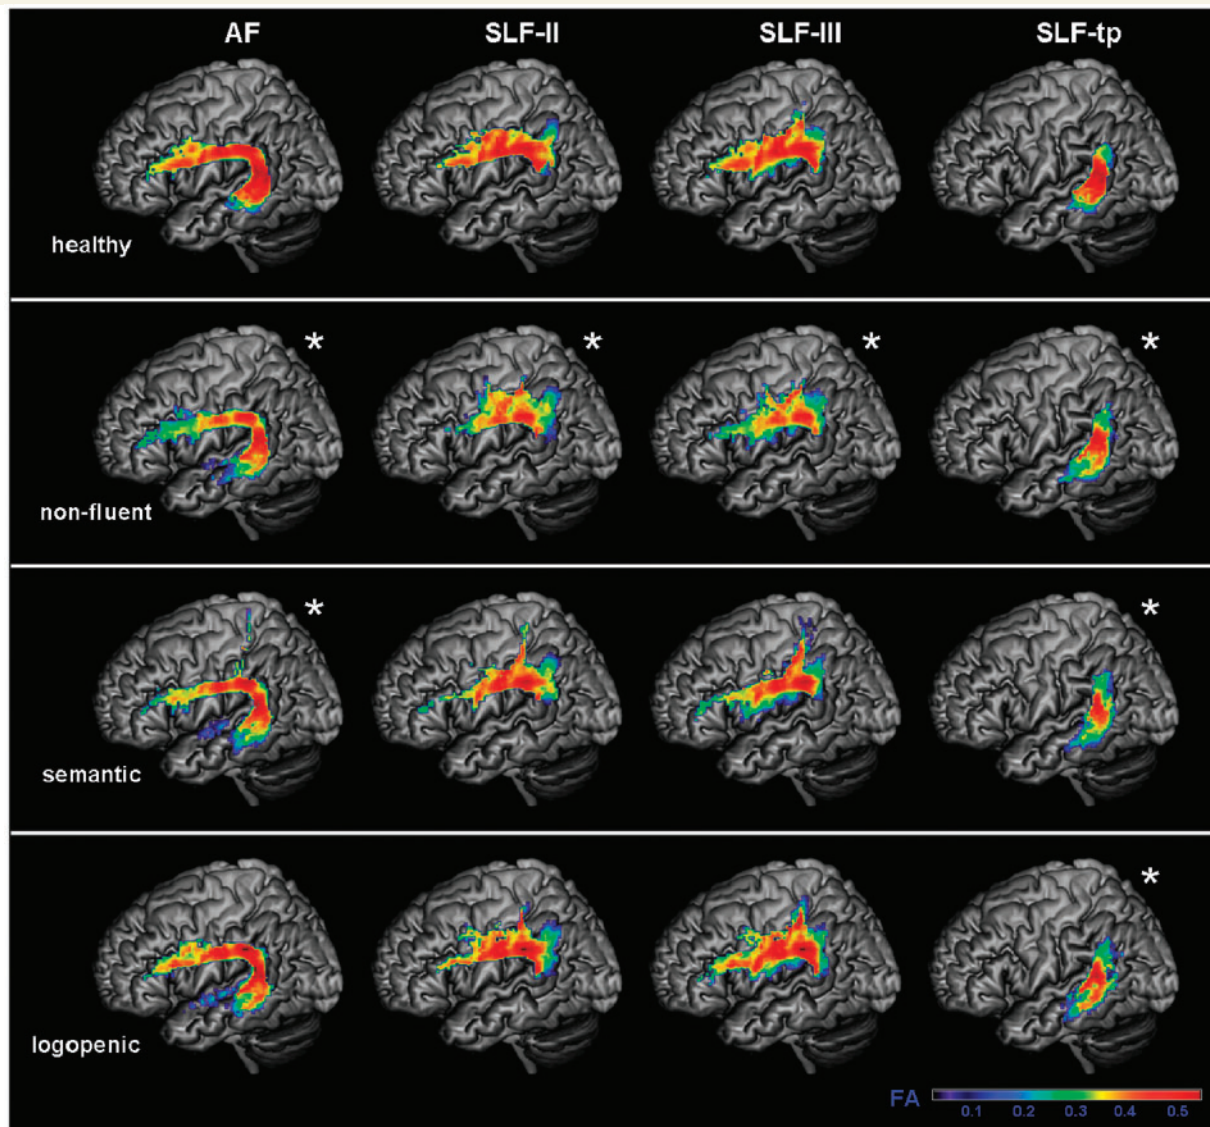 AF SLF-II SLF-III SLF-tp
healthy
* * * *
non-fluent
* *
semantic
*
logopenic
FA
0.1 0.2 0.3 0.4 0.5